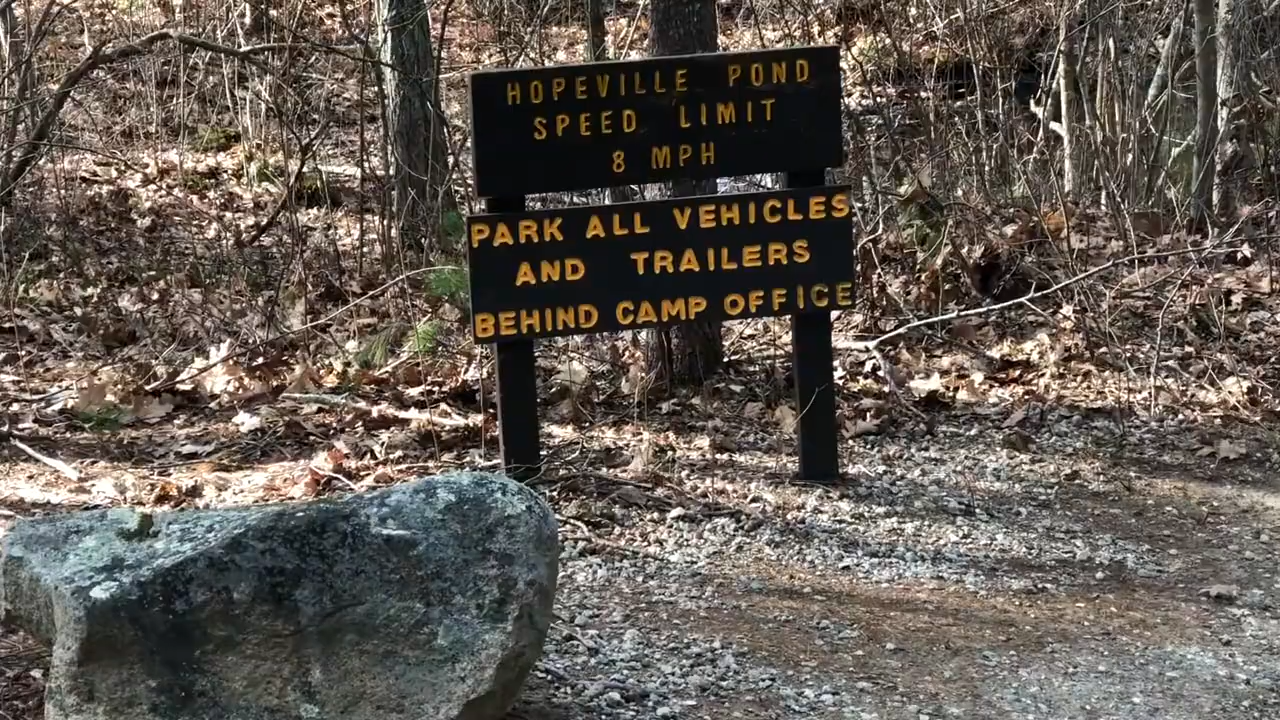 HOPEVILLE POND
SPEED LIMIT
8 MPH
PARK ALL VEHICLES
AND TRAILERS
BEHIND CAMP OFFICE